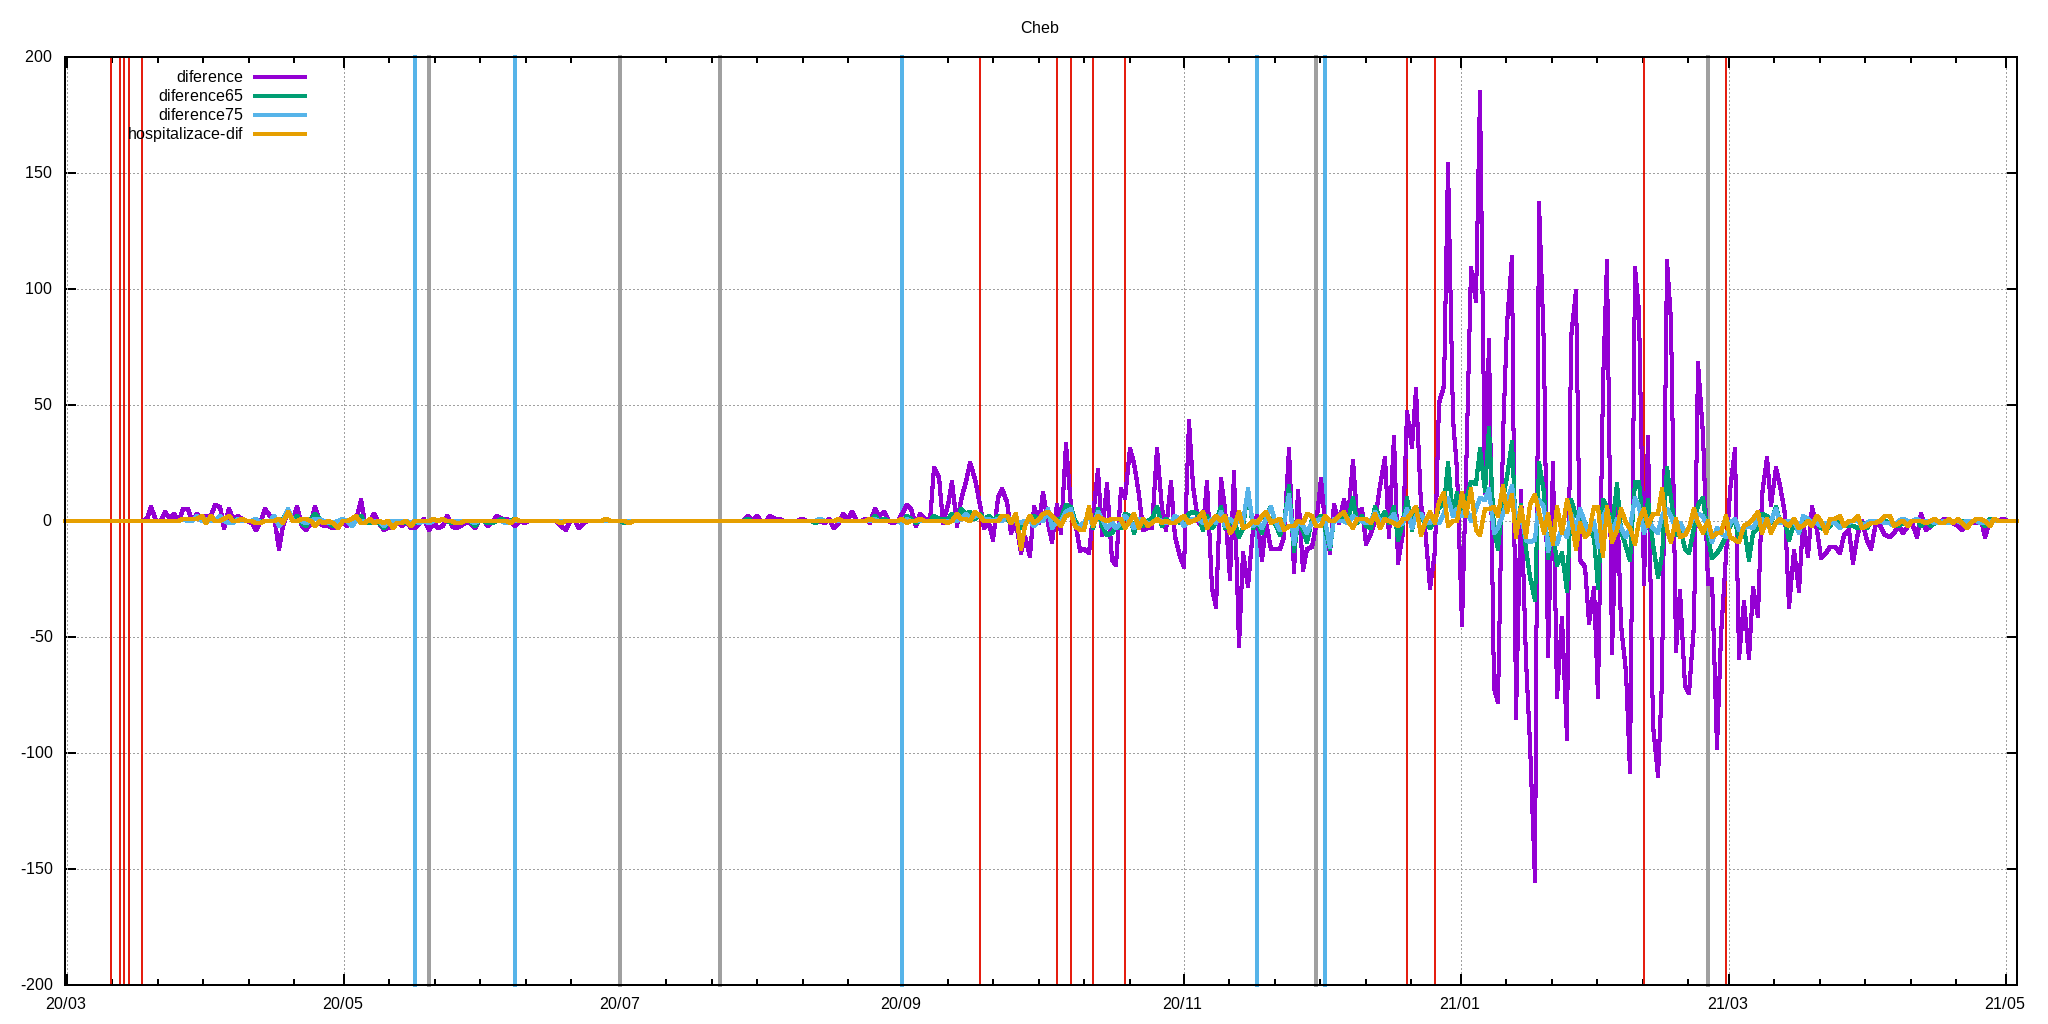 Cheb
200
150
100
50
0
-50
-100
-150
-200
diference
diference65
diference75
hospitalizace-dif
20/03 20/05 20/07 20/09 20/11 21/01 21/03 21/05